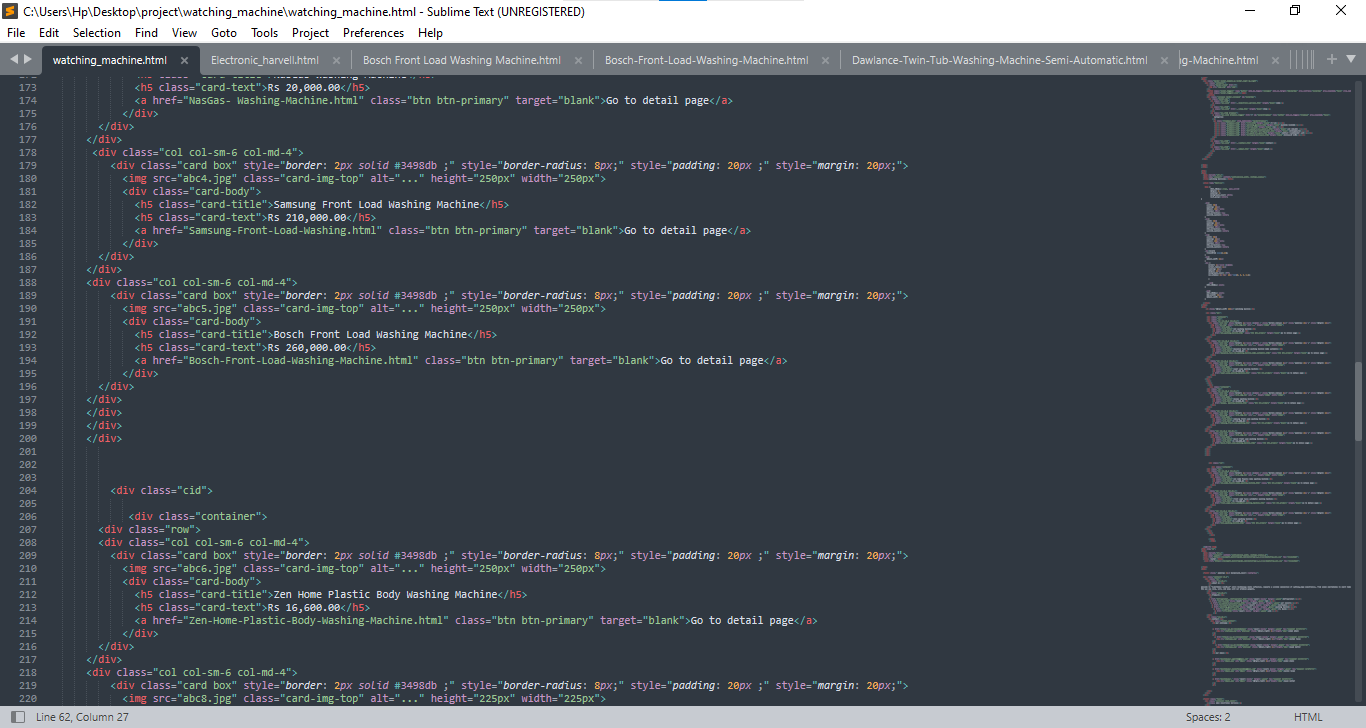 C:\Users\Hp\Desktop\project\watching_machine\watching_machine.html - Sublime Text (UNREGISTERED)
File Edit Selection Find View Goto Tools Project Preferences Help
watching_machine.html Electronic_harvell.html Bosch Front Load Washing Machine.html Bosch-Front-Load-Washing-Machine.html Dawlance-Twin-Tub-Washing-Machine-Semi-Automatic.html ng-Machine.html
173 <h5 class="card-text">Rs 20,000.00</h5>
174 <a href="NasGas- Washing-Machine.html" class="btn btn-primary" target="blank">Go to detail page</a>
175 </div>
176 </div>
177 </div>
178 <div class="col col-sm-6 col-md-4">
179 <div class="card box" style="border: 2px solid #3498db ;" style="border-radius: 8px;" style="padding: 20px ;" style="margin: 20px;">
180 <img src="abc4.jpg" class="card-img-top" alt="..." height="250px" width="250px">
181 <div class="card-body">
182 <h5 class="card-title">Samsung Front Load Washing Machine</h5>
183 <h5 class="card-text">Rs 210,000.00</h5>
184 <a href="Samsung-Front-Load-Washing.html" class="btn btn-primary" target="blank">Go to detail page</a>
185 </div>
186 </div>
187 </div>
188 <div class="col col-sm-6 col-md-4">
189 <div class="card box" style="border: 2px solid #3498db ;" style="border-radius: 8px;" style="padding: 20px ;" style="margin: 20px;">
190 <img src="abc5.jpg" class="card-img-top" alt="..." height="250px" width="250px">
191 <div class="card-body">
192 <h5 class="card-title">Bosch Front Load Washing Machine</h5>
193 <h5 class="card-text">Rs 260,000.00</h5>
194 <a href="Bosch-Front-Load-Washing-Machine.html" class="btn btn-primary" target="blank">Go to detail page</a>
195 </div>
196 </div>
197 </div>
198 </div>
199 </div>
200 </div>
201
202
203
204 <div class="cid">
205
206 <div class="container">
207 <div class="row">
208 <div class="col col-sm-6 col-md-4">
209 <div class="card box" style="border: 2px solid #3498db ;" style="border-radius: 8px;" style="padding: 20px ;" style="margin: 20px;">
210 <img src="abc6.jpg" class="card-img-top" alt="..." height="250px" width="250px">
211 <div class="card-body">
212 <h5 class="card-title">Zen Home Plastic Body Washing Machine</h5>
213 <h5 class="card-text">Rs 16,600.00</h5>
214 <a href="Zen-Home-Plastic-Body-Washing-Machine.html" class="btn btn-primary" target="blank">Go to detail page</a>
215 </div>
216 </div>
217 </div>
218 <div class="col col-sm-6 col-md-4">
219 <div class="card box" style="border: 2px solid #3498db ;" style="border-radius: 8px;" style="padding: 20px ;" style="margin: 20px;">
220 <img src="abc8.jpg" class="card-img-top" alt="..." height="225px" width="225px">
Line 62, Column 27 Spaces: 2 HTML